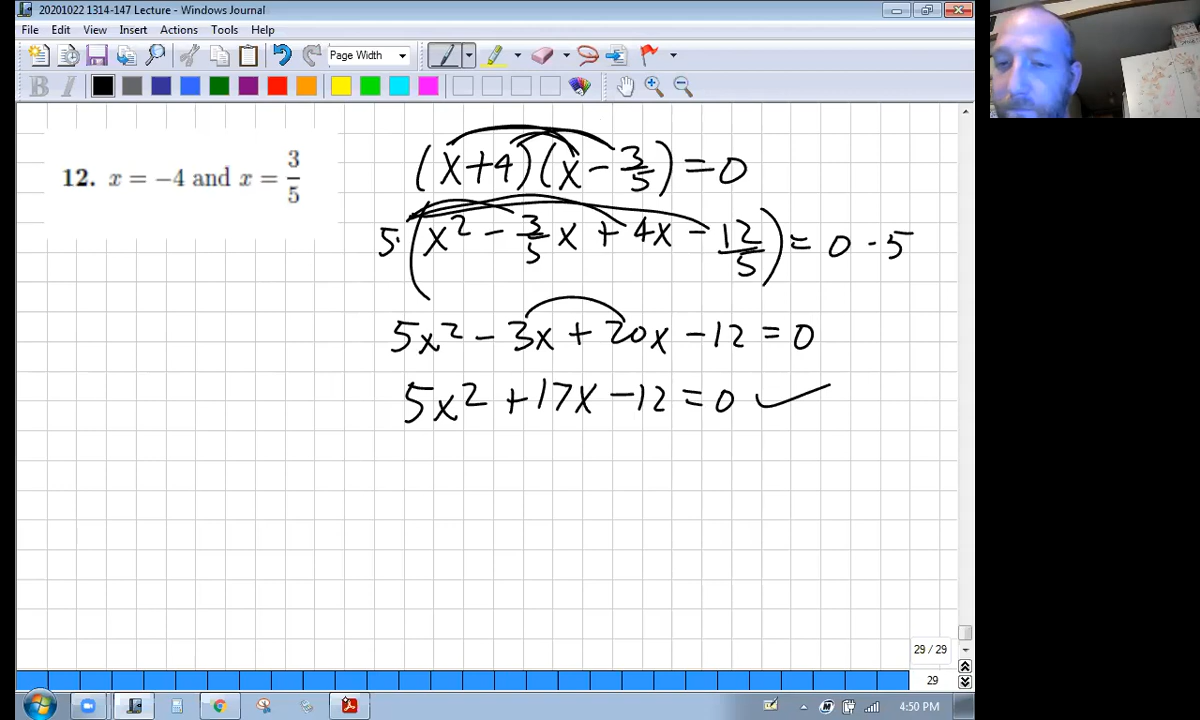 20201022 1314-147 Lecture - Windows Journal
File Edit View Insert Actions Tools Help
Page Width
B I
12. x = −4 and x = 3/5
(x+4)(x − 3/5) = 0
5·(x² − 3/5x + 4x − 12/5) = 0 · 5
5x² − 3x + 20x − 12 = 0
5x² + 17x − 12 = 0 ✓
29 / 29
29
4:50 PM